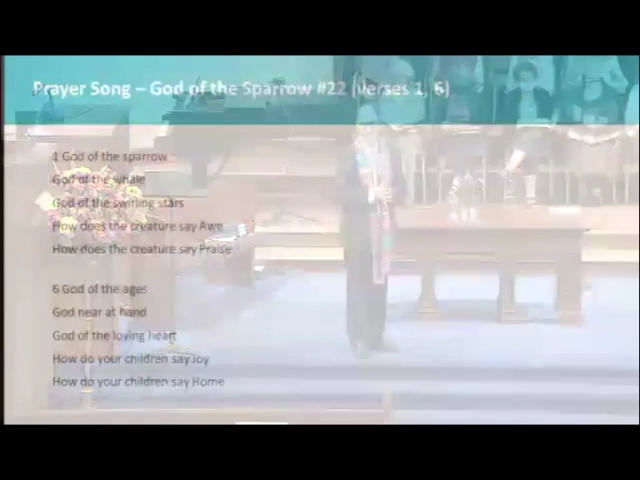 Prayer Song – God of the Sparrow #22 (Verses 1, 6)
1 God of the sparrow
God of the whale
God of the swirling stars
How does the creature say Awe
How does the creature say Praise
6 God of the ages
God near at hand
God of the loving heart
How do your children say Joy
How do your children say Home